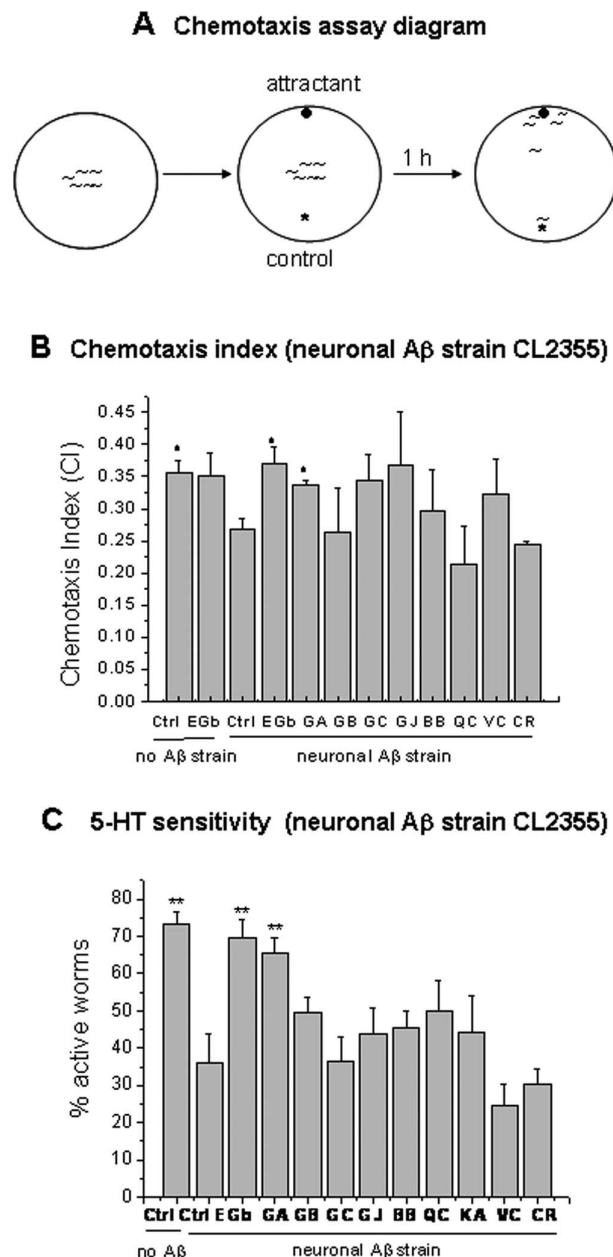 A Chemotaxis assay diagram
attractant
1 h
*
*
control
B Chemotaxis index (neuronal Aβ strain CL2355)
Chemotaxis Index (CI)
0.45
0.40
0.35
0.30
0.25
0.20
0.15
0.10
0.05
0.00
* * *
Ctrl EGb Ctrl EGb GA GB GC GJ BB QC VC CR
no Aβ strain neuronal Aβ strain
C 5-HT sensitivity (neuronal Aβ strain CL2355)
% active worms
80
70
60
50
40
30
20
10
0
** ** **
Ctrl Ctrl EGb GA GB GC GJ BB QC KA VC CR
no Aβ neuronal Aβ strain